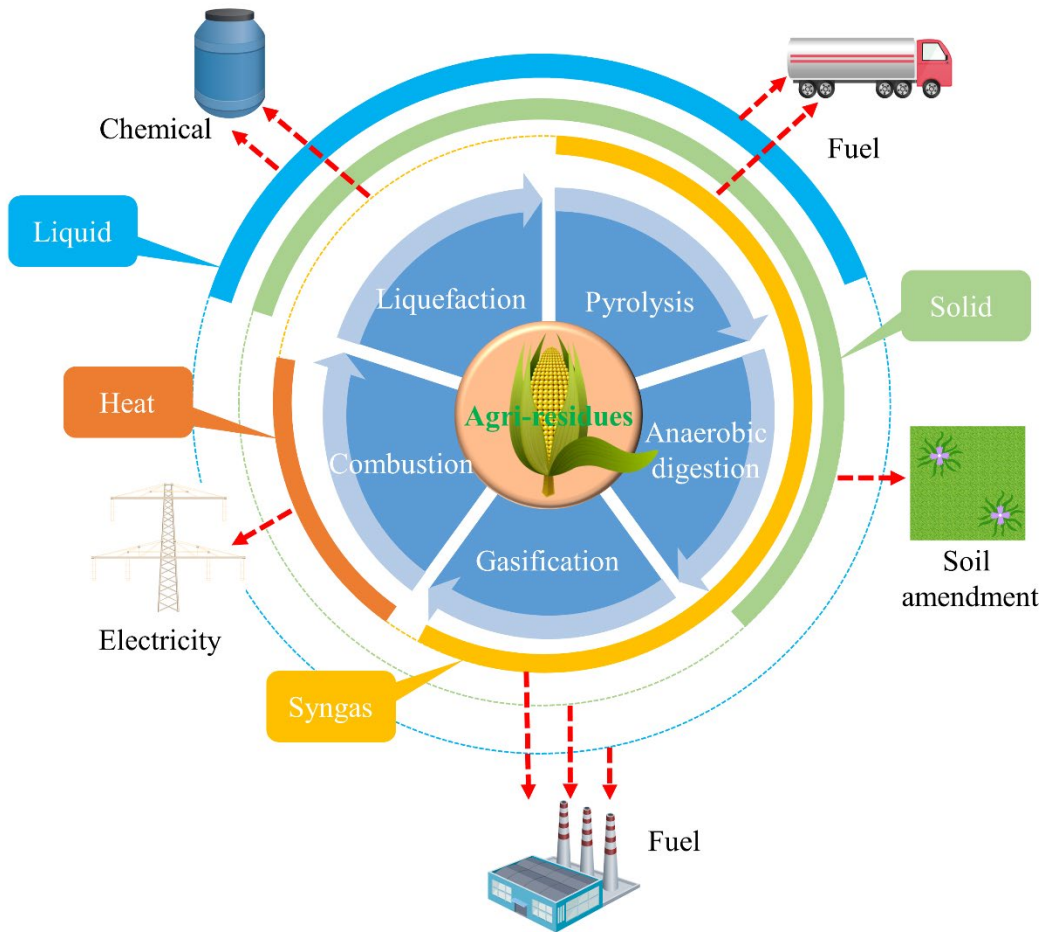 Chemical
Fuel
Liquid
Liquefaction
Pyrolysis
Solid
Heat
Agri-residues
Combustion
Anaerobic
digestion
Gasification
Soil
amendment
Electricity
Syngas
Fuel